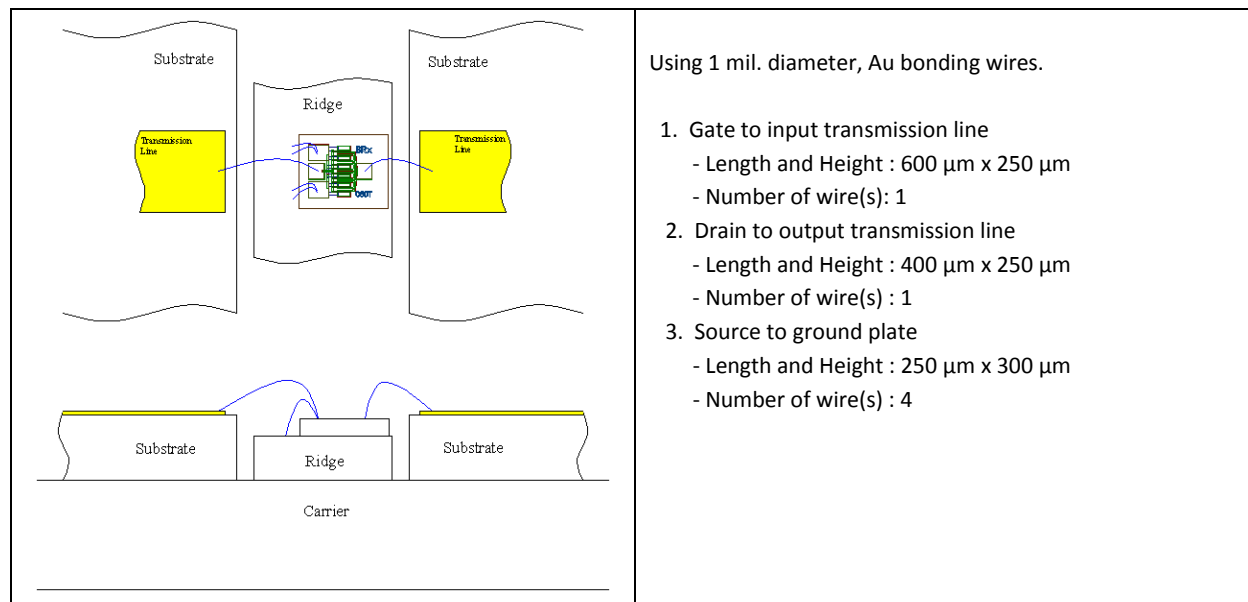 Substrate
Substrate
Ridge
Transmission
Line
Transmission
Line
Substrate
Substrate
Ridge
Carrier
Using 1 mil. diameter, Au bonding wires.
1. Gate to input transmission line
- Length and Height : 600 µm x 250 µm
- Number of wire(s): 1
2. Drain to output transmission line
- Length and Height : 400 µm x 250 µm
- Number of wire(s) : 1
3. Source to ground plate
- Length and Height : 250 µm x 300 µm
- Number of wire(s) : 4